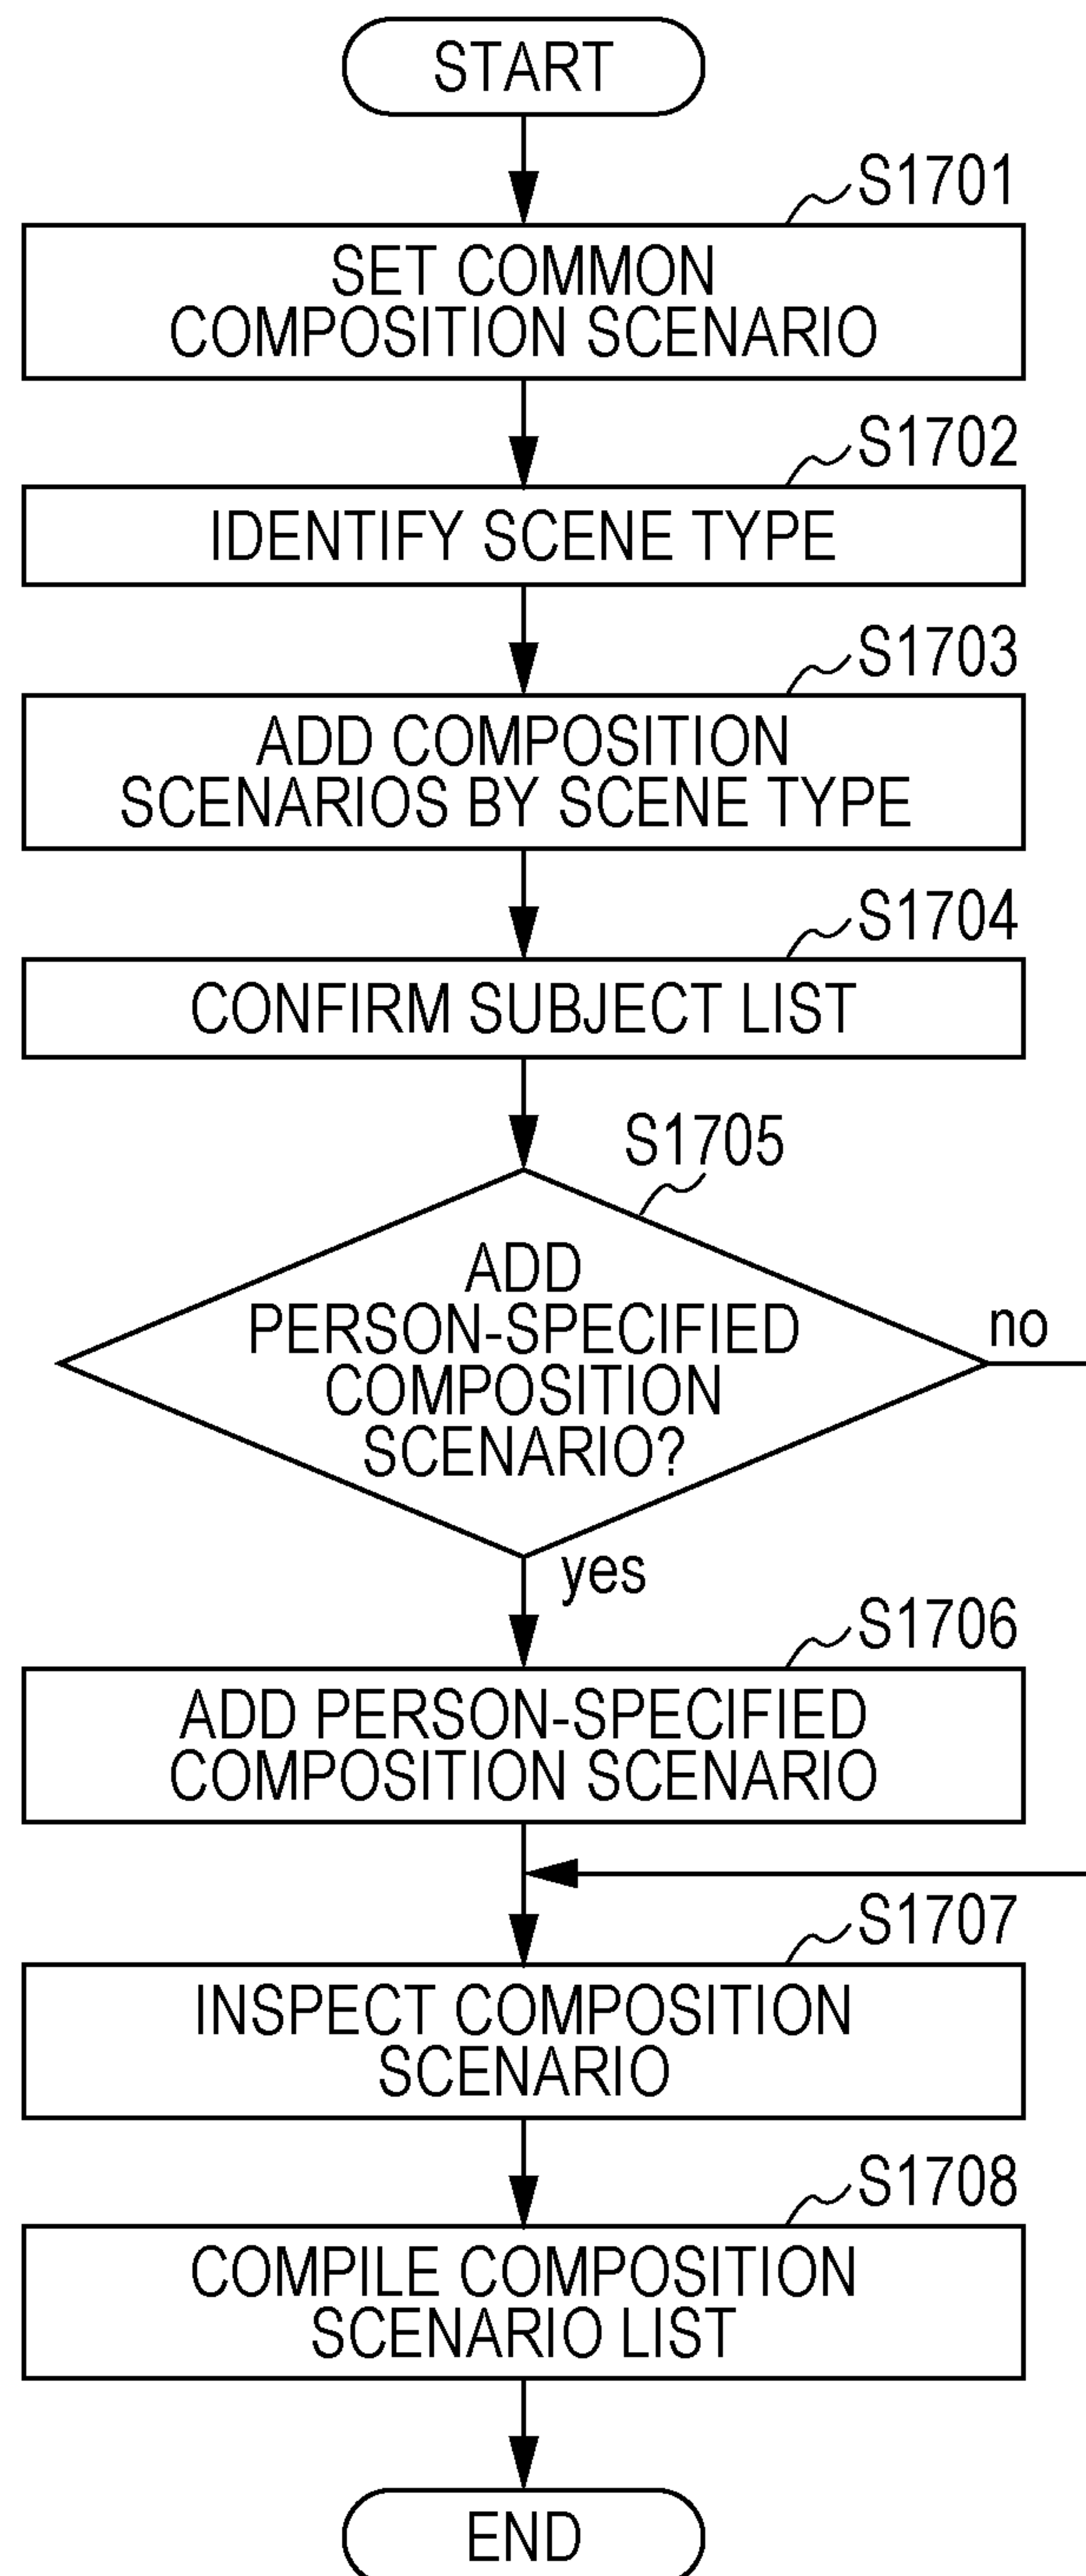 START
S1701
SET COMMON
COMPOSITION SCENARIO
S1702
IDENTIFY SCENE TYPE
S1703
ADD COMPOSITION
SCENARIOS BY SCENE TYPE
S1704
CONFIRM SUBJECT LIST
S1705
ADD
PERSON-SPECIFIED
COMPOSITION
SCENARIO?
no
yes
S1706
ADD PERSON-SPECIFIED
COMPOSITION SCENARIO
S1707
INSPECT COMPOSITION
SCENARIO
S1708
COMPILE COMPOSITION
SCENARIO LIST
END